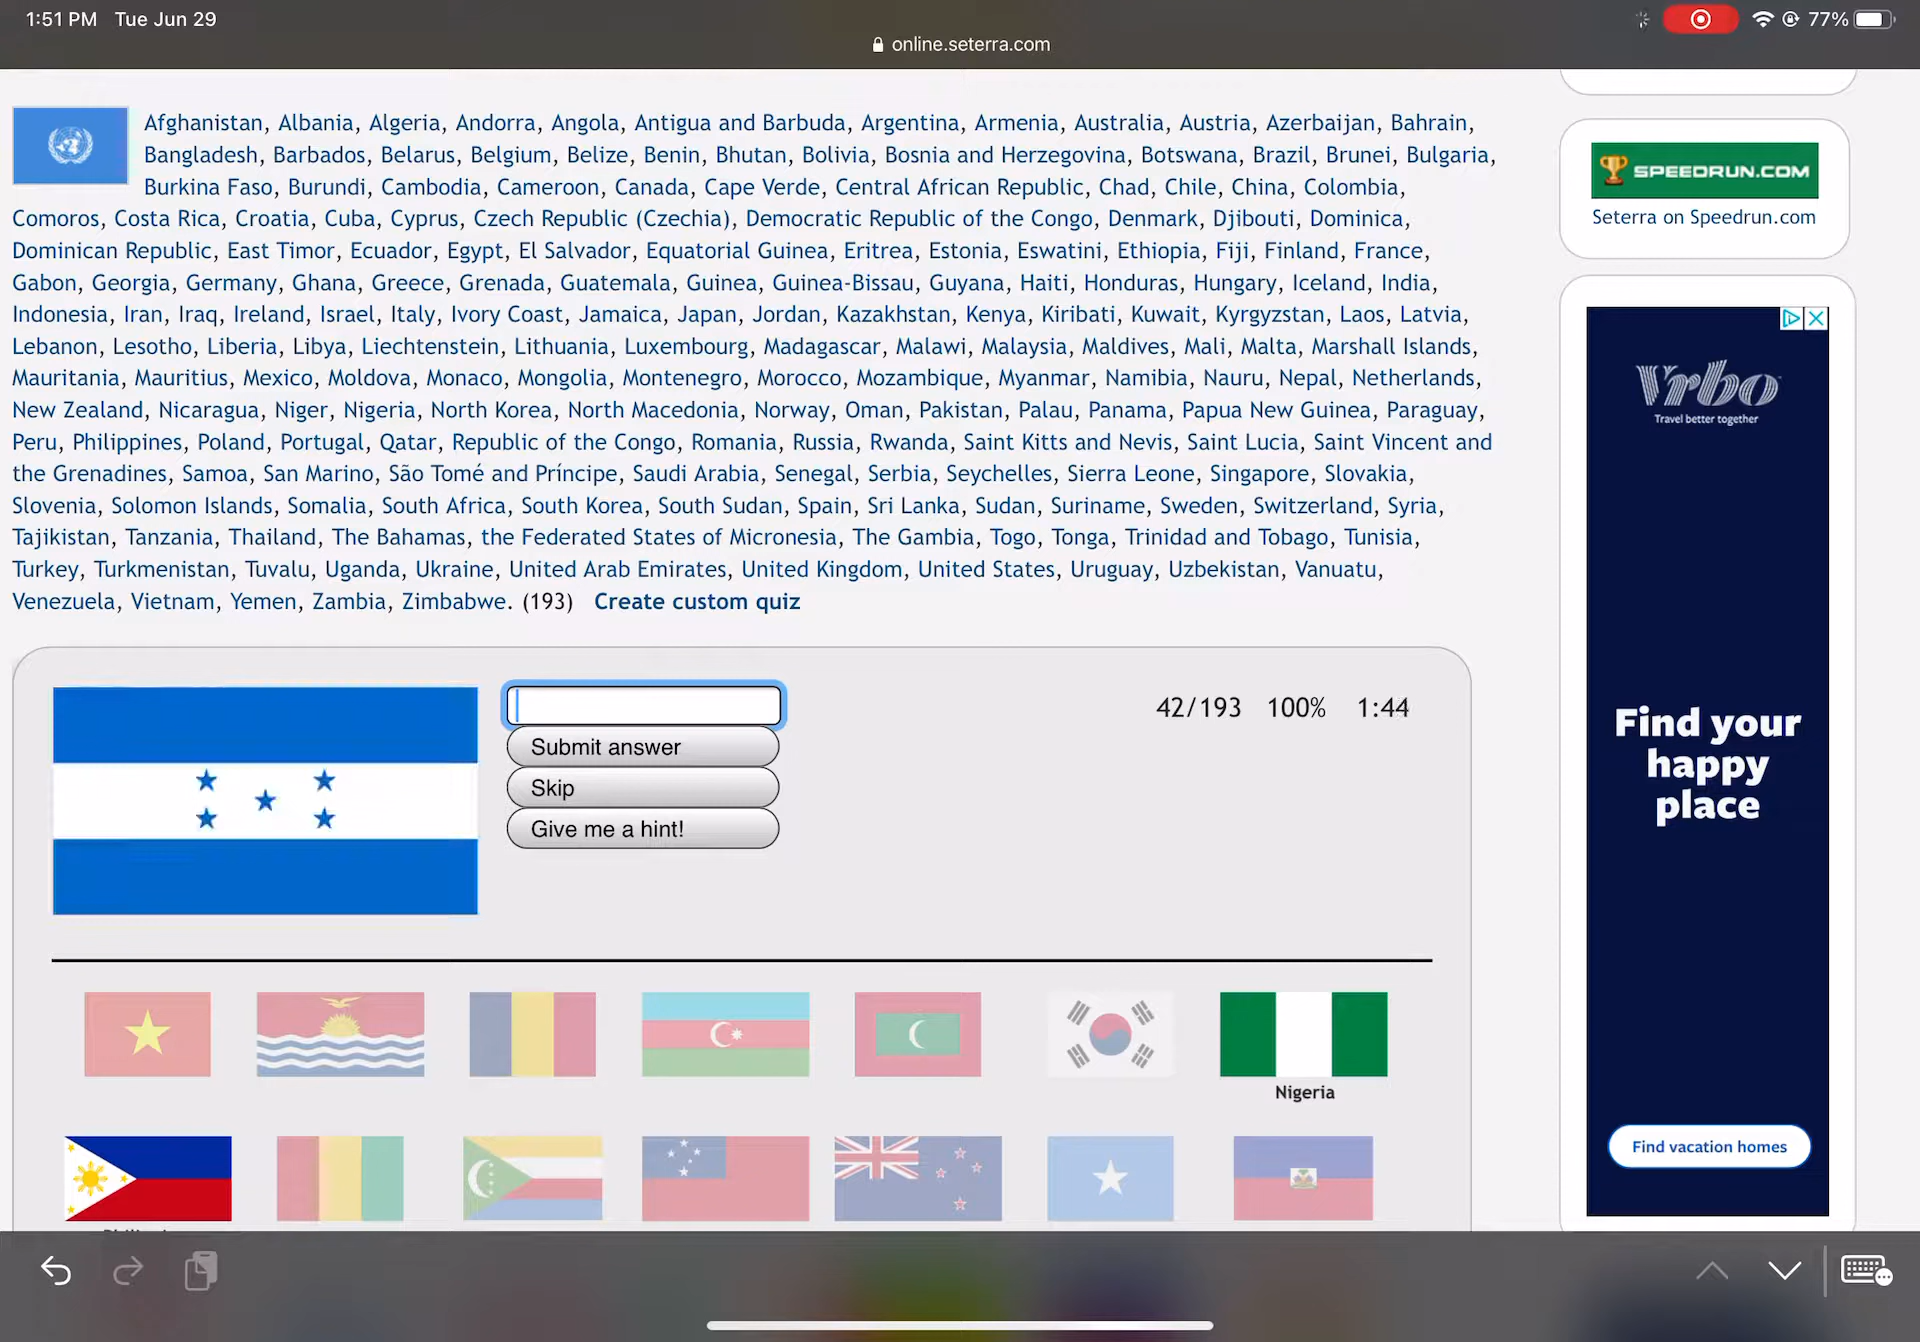 1:51 PM Tue Jun 29
77%
online.seterra.com
Afghanistan, Albania, Algeria, Andorra, Angola, Antigua and Barbuda, Argentina, Armenia, Australia, Austria, Azerbaijan, Bahrain,
Bangladesh, Barbados, Belarus, Belgium, Belize, Benin, Bhutan, Bolivia, Bosnia and Herzegovina, Botswana, Brazil, Brunei, Bulgaria,
Burkina Faso, Burundi, Cambodia, Cameroon, Canada, Cape Verde, Central African Republic, Chad, Chile, China, Colombia,
Comoros, Costa Rica, Croatia, Cuba, Cyprus, Czech Republic (Czechia), Democratic Republic of the Congo, Denmark, Djibouti, Dominica,
Dominican Republic, East Timor, Ecuador, Egypt, El Salvador, Equatorial Guinea, Eritrea, Estonia, Eswatini, Ethiopia, Fiji, Finland, France,
Gabon, Georgia, Germany, Ghana, Greece, Grenada, Guatemala, Guinea, Guinea-Bissau, Guyana, Haiti, Honduras, Hungary, Iceland, India,
Indonesia, Iran, Iraq, Ireland, Israel, Italy, Ivory Coast, Jamaica, Japan, Jordan, Kazakhstan, Kenya, Kiribati, Kuwait, Kyrgyzstan, Laos, Latvia,
Lebanon, Lesotho, Liberia, Libya, Liechtenstein, Lithuania, Luxembourg, Madagascar, Malawi, Malaysia, Maldives, Mali, Malta, Marshall Islands,
Mauritania, Mauritius, Mexico, Moldova, Monaco, Mongolia, Montenegro, Morocco, Mozambique, Myanmar, Namibia, Nauru, Nepal, Netherlands,
New Zealand, Nicaragua, Niger, Nigeria, North Korea, North Macedonia, Norway, Oman, Pakistan, Palau, Panama, Papua New Guinea, Paraguay,
Peru, Philippines, Poland, Portugal, Qatar, Republic of the Congo, Romania, Russia, Rwanda, Saint Kitts and Nevis, Saint Lucia, Saint Vincent and
the Grenadines, Samoa, San Marino, São Tomé and Príncipe, Saudi Arabia, Senegal, Serbia, Seychelles, Sierra Leone, Singapore, Slovakia,
Slovenia, Solomon Islands, Somalia, South Africa, South Korea, South Sudan, Spain, Sri Lanka, Sudan, Suriname, Sweden, Switzerland, Syria,
Tajikistan, Tanzania, Thailand, The Bahamas, the Federated States of Micronesia, The Gambia, Togo, Tonga, Trinidad and Tobago, Tunisia,
Turkey, Turkmenistan, Tuvalu, Uganda, Ukraine, United Arab Emirates, United Kingdom, United States, Uruguay, Uzbekistan, Vanuatu,
Venezuela, Vietnam, Yemen, Zambia, Zimbabwe. (193) Create custom quiz
SPEEDRUN.COM
Seterra on Speedrun.com
Vrbo
Travel better together
Find your
happy
place
Find vacation homes
42/193 100% 1:44
Submit answer
Skip
Give me a hint!
Nigeria